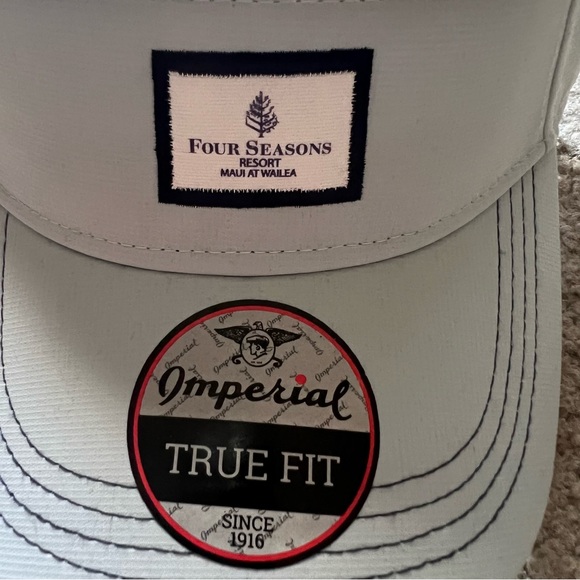 FOUR SEASONS
RESORT
MAUI AT WAILEA
Imperial
TRUE FIT
SINCE
1916